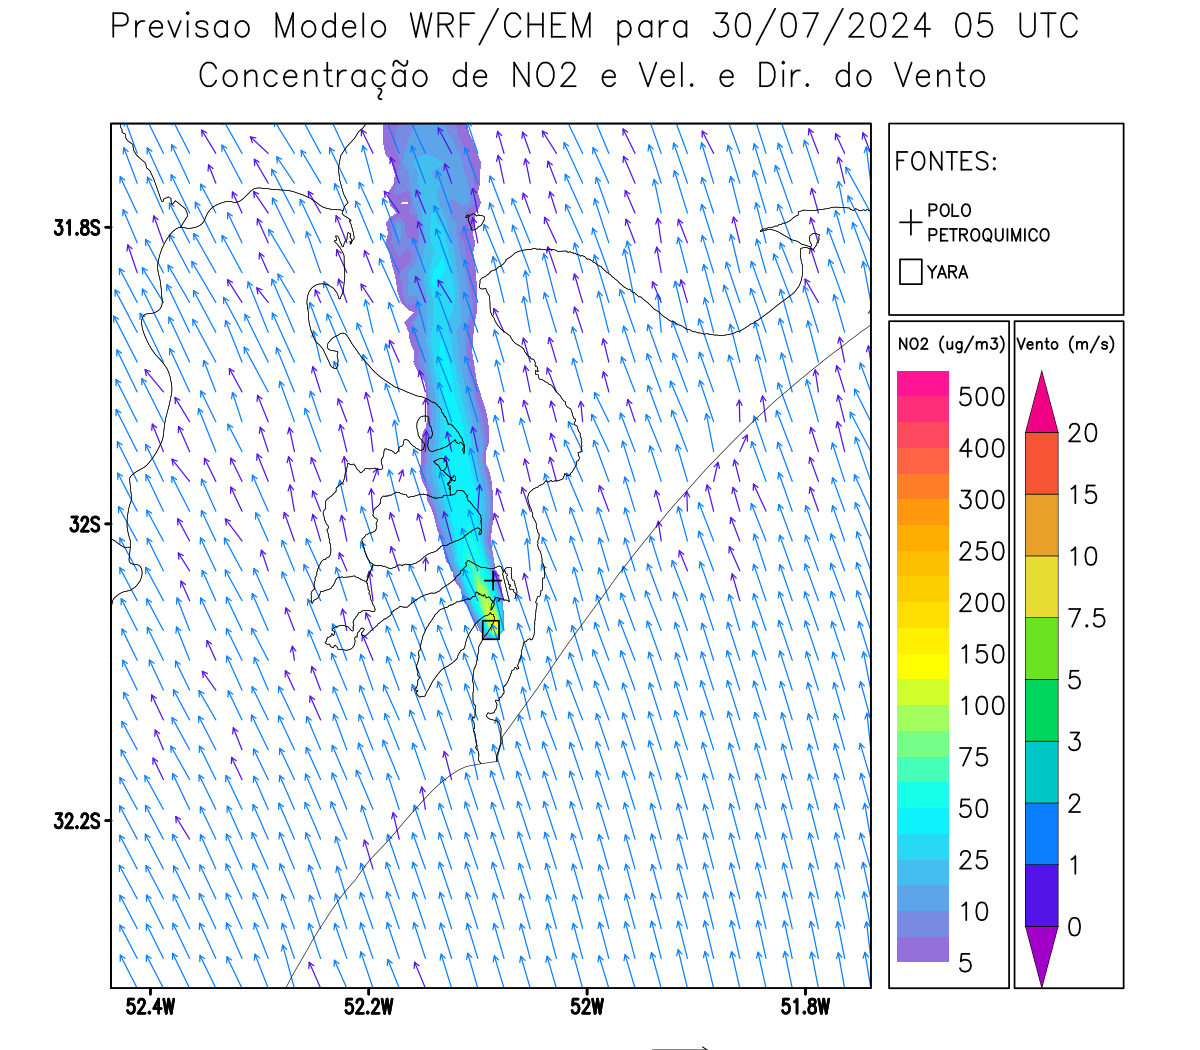 Previsao Modelo WRF/CHEM para 30/07/2024 05 UTC
Concentração de NO2 e Vel. e Dir. do Vento
FONTES:
POLO
PETROQUIMICO
YARA
NO2 (ug/m3)
500
400
300
250
200
150
100
75
50
25
10
5
Vento (m/s)
20
15
10
7.5
5
3
2
1
0
31.8S
32S
32.2S
52.4W
52.2W
52W
51.8W